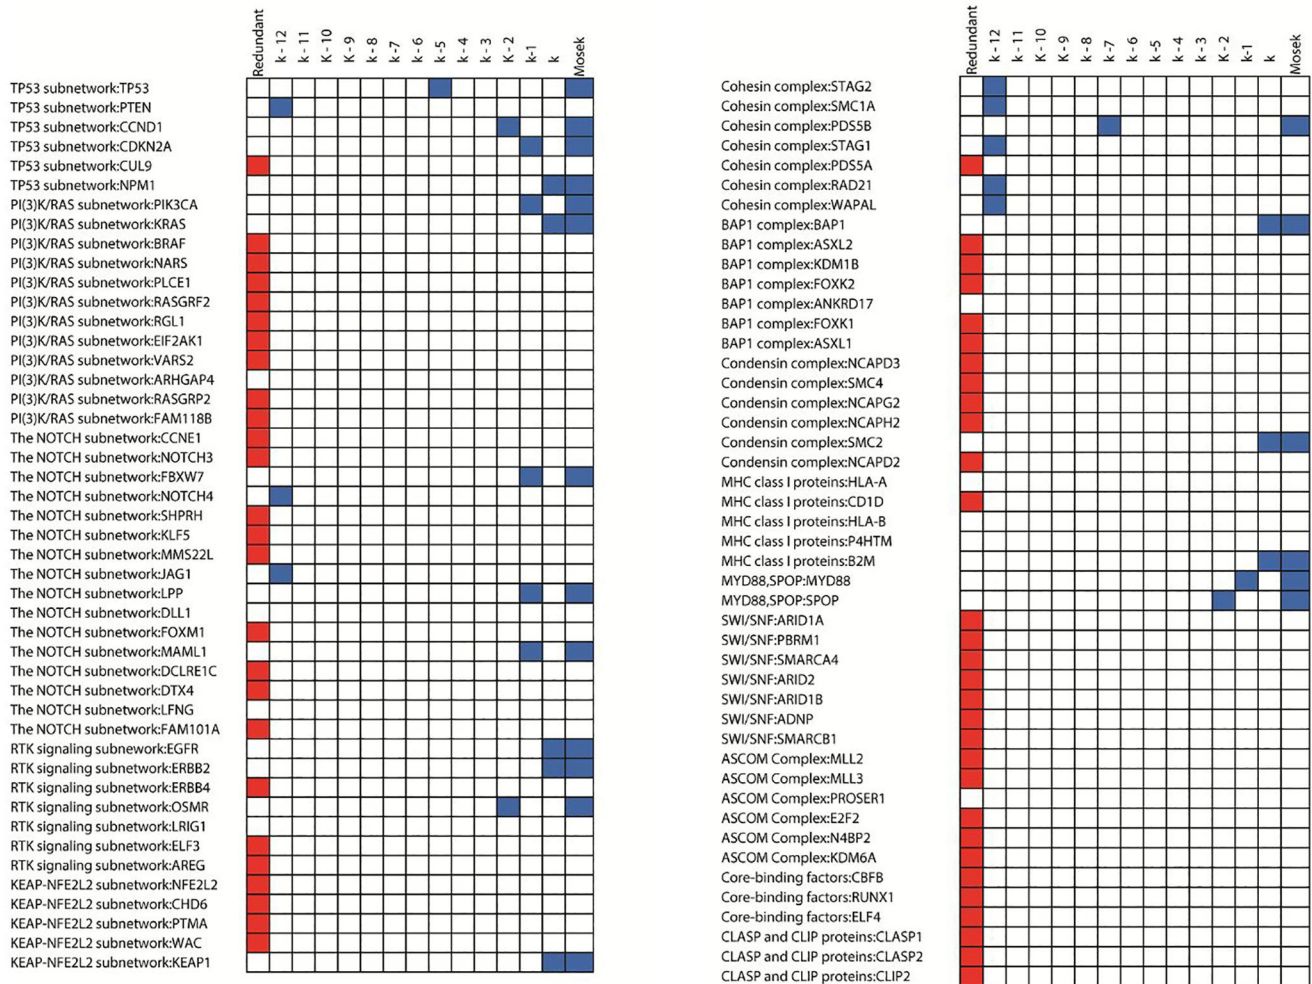 Redundant
k - 12
k - 11
K - 10
K - 9
k - 8
k - 7
k - 6
k - 5
k - 4
k - 3
K - 2
k-1
k
Mosek
TP53 subnetwork:TP53
TP53 subnetwork:PTEN
TP53 subnetwork:CCND1
TP53 subnetwork:CDKN2A
TP53 subnetwork:CUL9
TP53 subnetwork:NPM1
PI(3)K/RAS subnetwork:PIK3CA
PI(3)K/RAS subnetwork:KRAS
PI(3)K/RAS subnetwork:BRAF
PI(3)K/RAS subnetwork:NARS
PI(3)K/RAS subnetwork:PLCE1
PI(3)K/RAS subnetwork:RASGRF2
PI(3)K/RAS subnetwork:RGL1
PI(3)K/RAS subnetwork:EIF2AK1
PI(3)K/RAS subnetwork:VARS2
PI(3)K/RAS subnetwork:ARHGAP4
PI(3)K/RAS subnetwork:RASGRP2
PI(3)K/RAS subnetwork:FAM118B
The NOTCH subnetwork:CCNE1
The NOTCH subnetwork:NOTCH3
The NOTCH subnetwork:FBXW7
The NOTCH subnetwork:NOTCH4
The NOTCH subnetwork:SHPRH
The NOTCH subnetwork:KLF5
The NOTCH subnetwork:MMS22L
The NOTCH subnetwork:JAG1
The NOTCH subnetwork:LPP
The NOTCH subnetwork:DLL1
The NOTCH subnetwork:FOXM1
The NOTCH subnetwork:MAML1
The NOTCH subnetwork:DCLRE1C
The NOTCH subnetwork:DTX4
The NOTCH subnetwork:LFNG
The NOTCH subnetwork:FAM101A
RTK signaling subnework:EGFR
RTK signaling subnetwork:ERBB2
RTK signaling subnetwork:ERBB4
RTK signaling subnetwork:OSMR
RTK signaling subnetwork:LRIG1
RTK signaling subnetwork:ELF3
RTK signaling subnetwork:AREG
KEAP-NFE2L2 subnetwork:NFE2L2
KEAP-NFE2L2 subnetwork:CHD6
KEAP-NFE2L2 subnetwork:PTMA
KEAP-NFE2L2 subnetwork:WAC
KEAP-NFE2L2 subnetwork:KEAP1
Redundant
k - 12
k - 11
K - 10
K - 9
k - 8
k - 7
k - 6
k - 5
k - 4
k - 3
K - 2
k-1
k
Mosek
Cohesin complex:STAG2
Cohesin complex:SMC1A
Cohesin complex:PDS5B
Cohesin complex:STAG1
Cohesin complex:PDS5A
Cohesin complex:RAD21
Cohesin complex:WAPAL
BAP1 complex:BAP1
BAP1 complex:ASXL2
BAP1 complex:KDM1B
BAP1 complex:FOXK2
BAP1 complex:ANKRD17
BAP1 complex:FOXK1
BAP1 complex:ASXL1
Condensin complex:NCAPD3
Condensin complex:SMC4
Condensin complex:NCAPG2
Condensin complex:NCAPH2
Condensin complex:SMC2
Condensin complex:NCAPD2
MHC class I proteins:HLA-A
MHC class I proteins:CD1D
MHC class I proteins:HLA-B
MHC class I proteins:P4HTM
MHC class I proteins:B2M
MYD88,SPOP:MYD88
MYD88,SPOP:SPOP
SWI/SNF:ARID1A
SWI/SNF:PBRM1
SWI/SNF:SMARCA4
SWI/SNF:ARID2
SWI/SNF:ARID1B
SWI/SNF:ADNP
SWI/SNF:SMARCB1
ASCOM Complex:MLL2
ASCOM Complex:MLL3
ASCOM Complex:PROSER1
ASCOM Complex:E2F2
ASCOM Complex:N4BP2
ASCOM Complex:KDM6A
Core-binding factors:CBFB
Core-binding factors:RUNX1
Core-binding factors:ELF4
CLASP and CLIP proteins:CLASP1
CLASP and CLIP proteins:CLASP2
CLASP and CLIP proteins:CLIP2